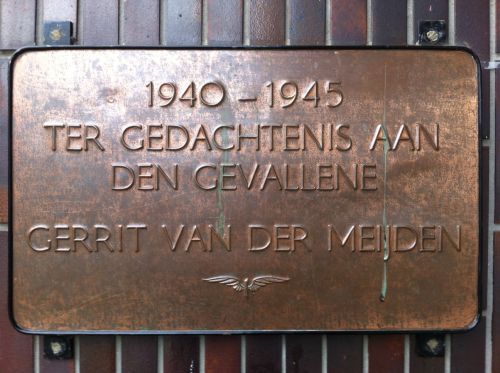 1940 – 1945
TER GEDACHTENIS AAN
DEN GEVALLENE
GERRIT VAN DER MEIJDEN